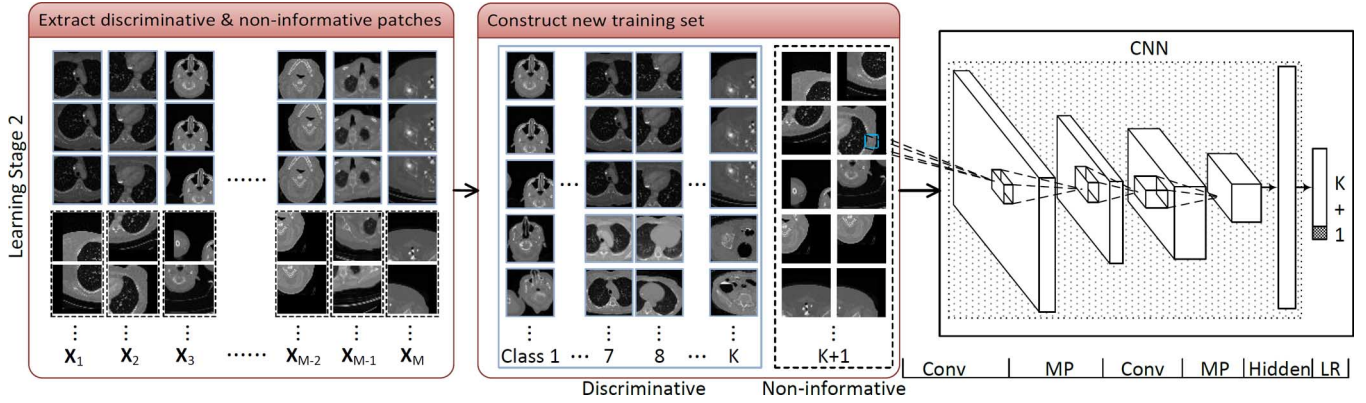 Learning Stage 2
Extract discriminative & non-informative patches
X1 X2 X3 ........ XM-2 XM-1 XM
Construct new training set
Class 1 ... 7 8 ... K K+1
Discriminative Non-informative
CNN
K
+
1
Conv MP Conv MP Hidden LR